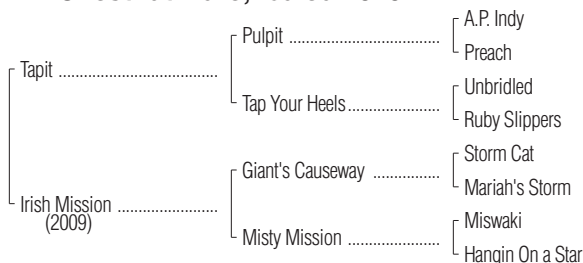 Tapit
Irish Mission
(2009)
Pulpit
Tap Your Heels
Giant's Causeway
Misty Mission
A.P. Indy
Preach
Unbridled
Ruby Slippers
Storm Cat
Mariah's Storm
Miswaki
Hangin On a Star